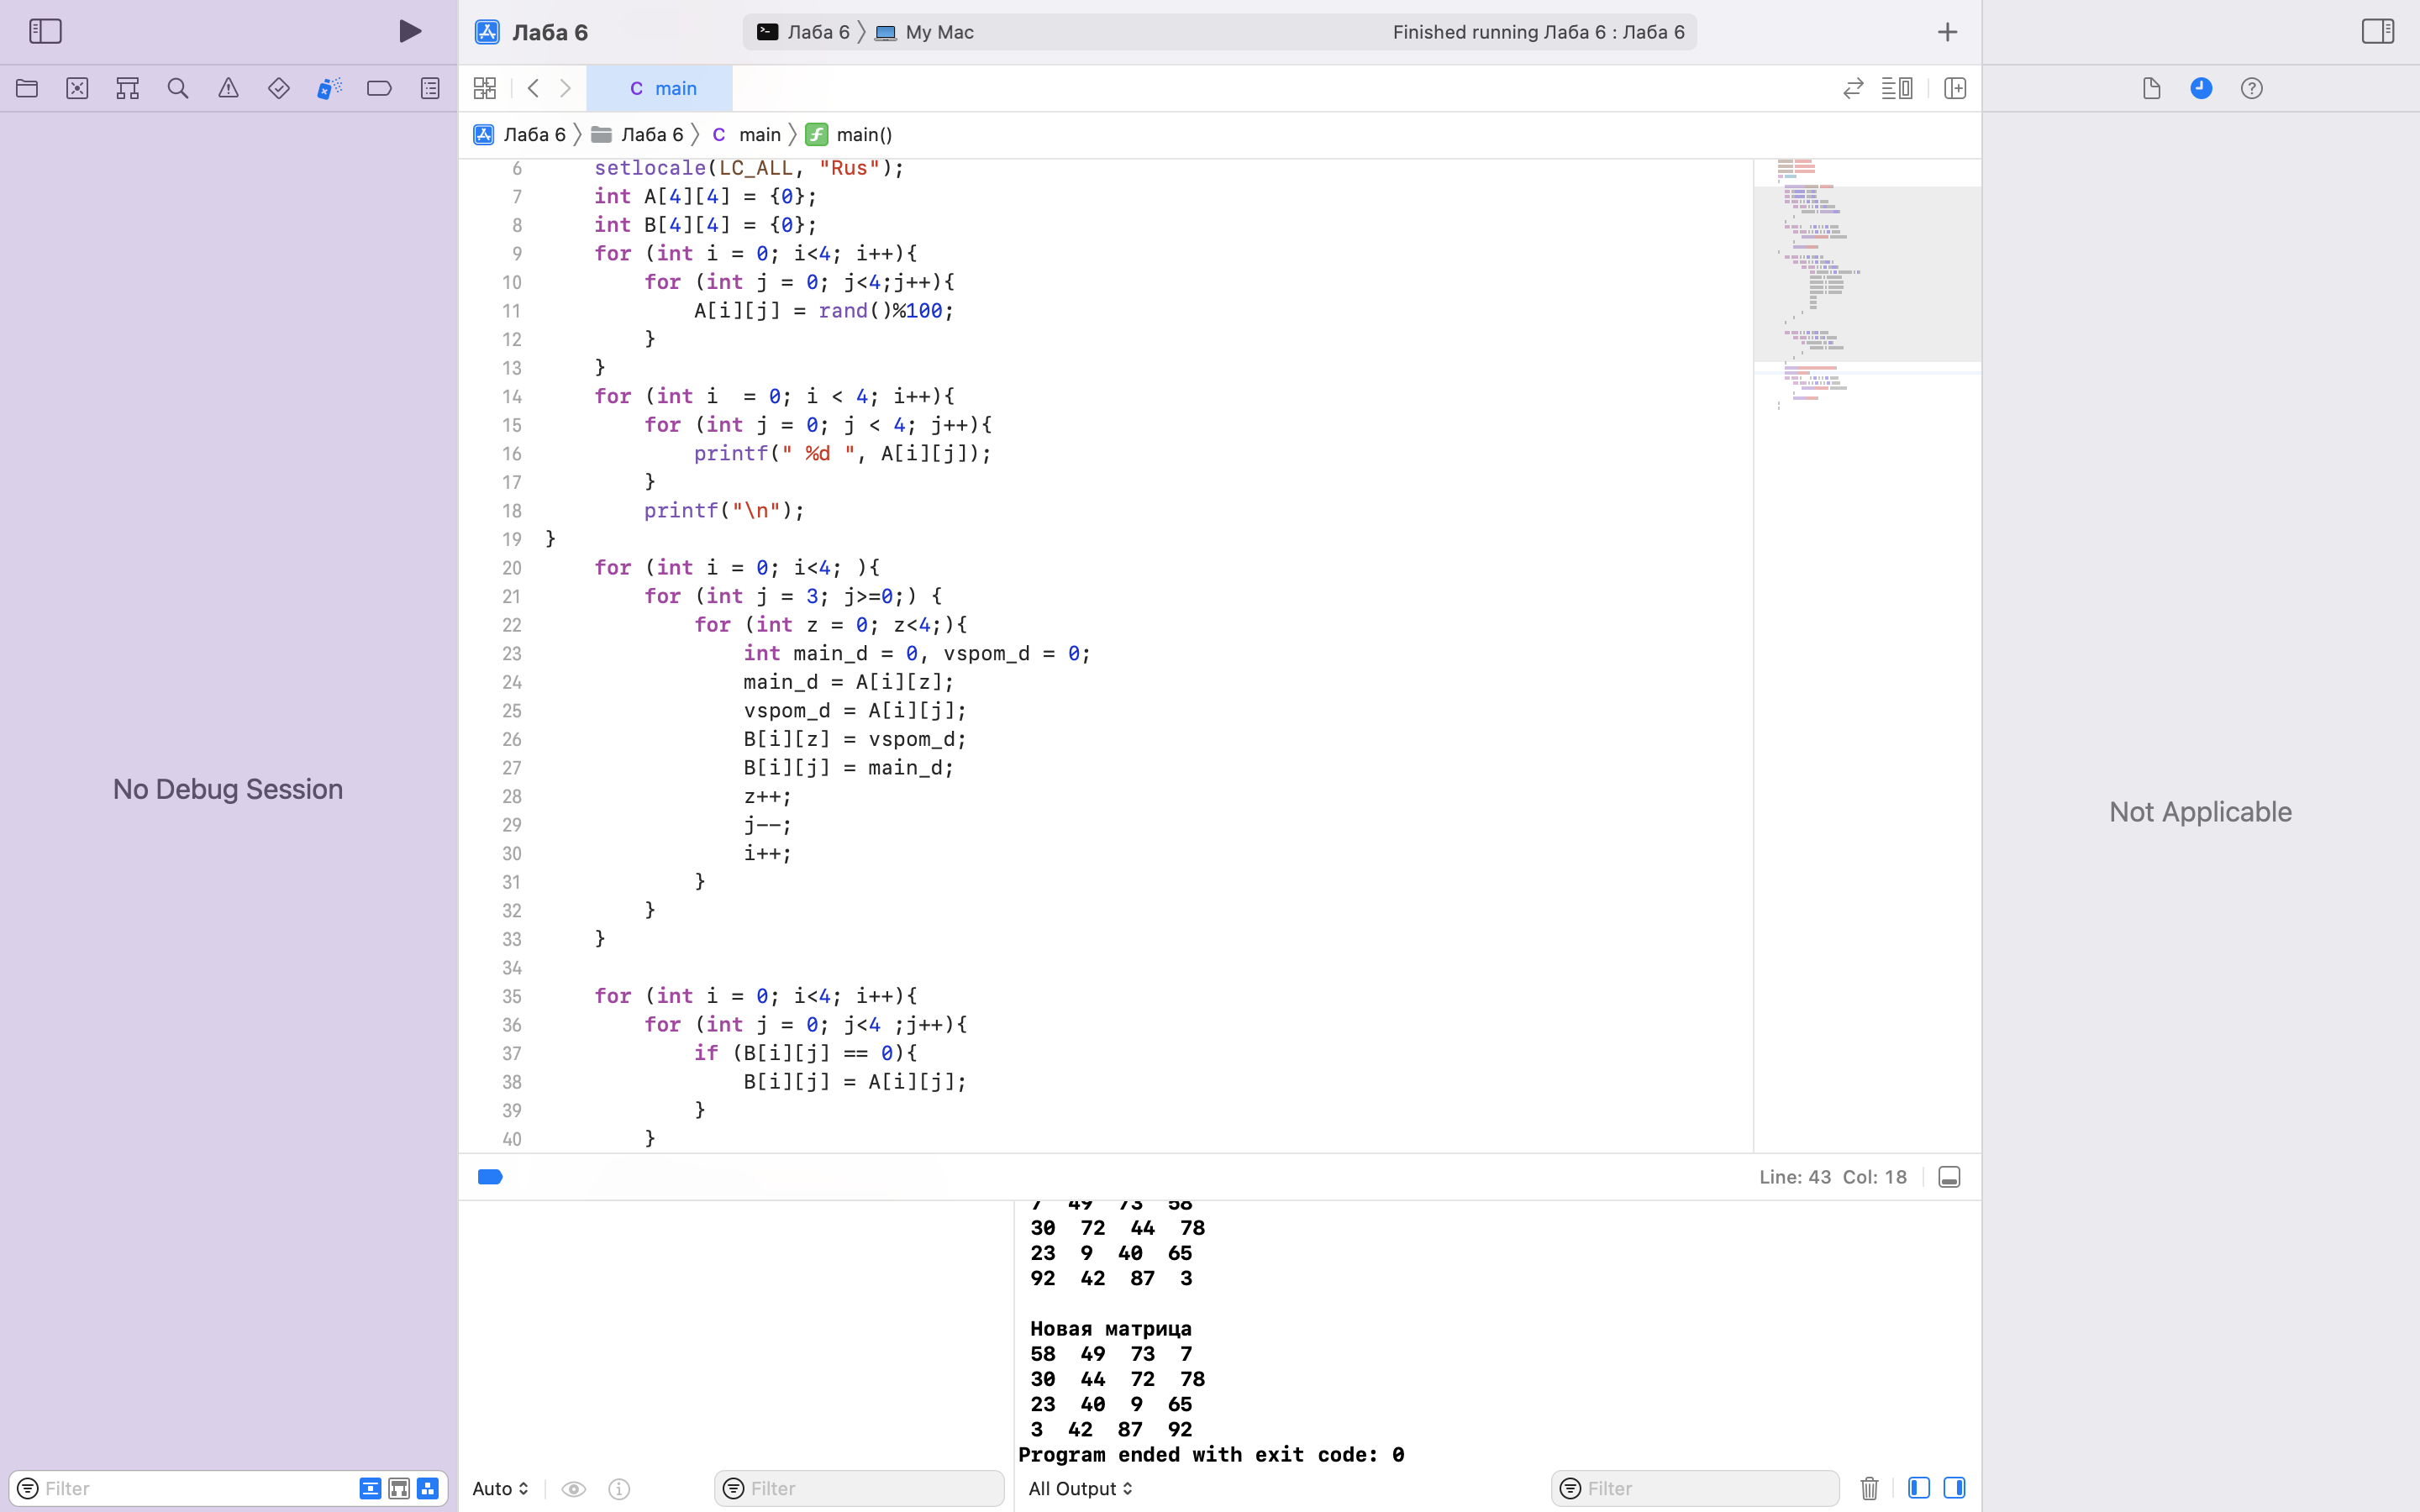 Лаба 6
Лаба 6 〉 My Mac
Finished running Лаба 6 : Лаба 6
C main
Лаба 6 〉 Лаба 6 〉 C main 〉 f main()
6 setlocale(LC_ALL, "Rus");
7 int A[4][4] = {0};
8 int B[4][4] = {0};
9 for (int i = 0; i<4; i++){
10 for (int j = 0; j<4;j++){
11 A[i][j] = rand()%100;
12 }
13 }
14 for (int i  = 0; i < 4; i++){
15 for (int j = 0; j < 4; j++){
16 printf(" %d ", A[i][j]);
17 }
18 printf("\n");
19 }
20 for (int i = 0; i<4; ){
21 for (int j = 3; j>=0;) {
22 for (int z = 0; z<4;){
23 int main_d = 0, vspom_d = 0;
24 main_d = A[i][z];
25 vspom_d = A[i][j];
26 B[i][z] = vspom_d;
27 B[i][j] = main_d;
28 z++;
29 j--;
30 i++;
31 }
32 }
33 }
34
35 for (int i = 0; i<4; i++){
36 for (int j = 0; j<4 ;j++){
37 if (B[i][j] == 0){
38 B[i][j] = A[i][j];
39 }
40 }
No Debug Session
Not Applicable
Line: 43 Col: 18
7 49 73 58
30 72 44 78
23 9 40 65
92 42 87 3
Новая матрица
58 49 73 7
30 44 72 78
23 40 9 65
3 42 87 92
Program ended with exit code: 0
Filter
Auto
Filter
All Output
Filter